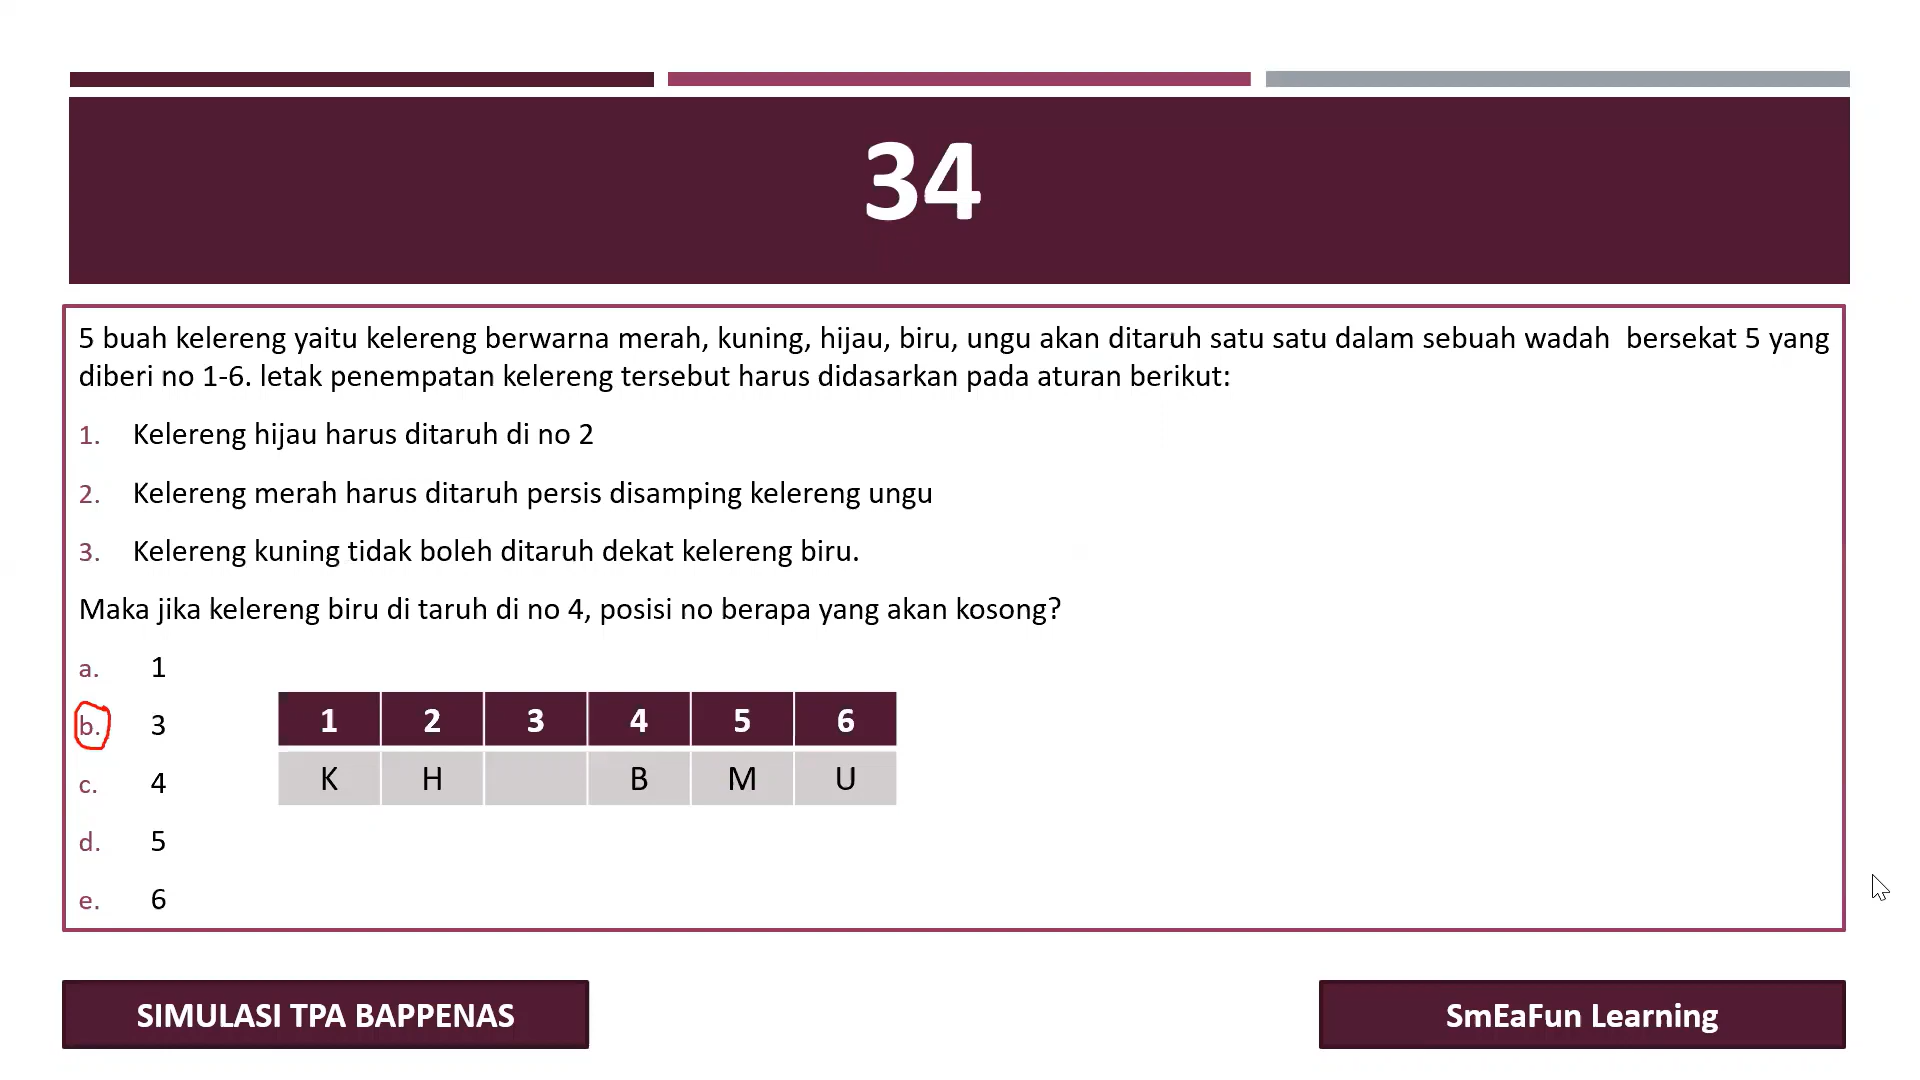 34
5 buah kelereng yaitu kelereng berwarna merah, kuning, hijau, biru, ungu akan ditaruh satu satu dalam sebuah wadah bersekat 5 yang
diberi no 1-6. letak penempatan kelereng tersebut harus didasarkan pada aturan berikut:
1. Kelereng hijau harus ditaruh di no 2
2. Kelereng merah harus ditaruh persis disamping kelereng ungu
3. Kelereng kuning tidak boleh ditaruh dekat kelereng biru.
Maka jika kelereng biru di taruh di no 4, posisi no berapa yang akan kosong?
a. 1
b. 3
c. 4
d. 5
e. 6
1 2 3 4 5 6
K H B M U
SIMULASI TPA BAPPENAS
SmEaFun Learning